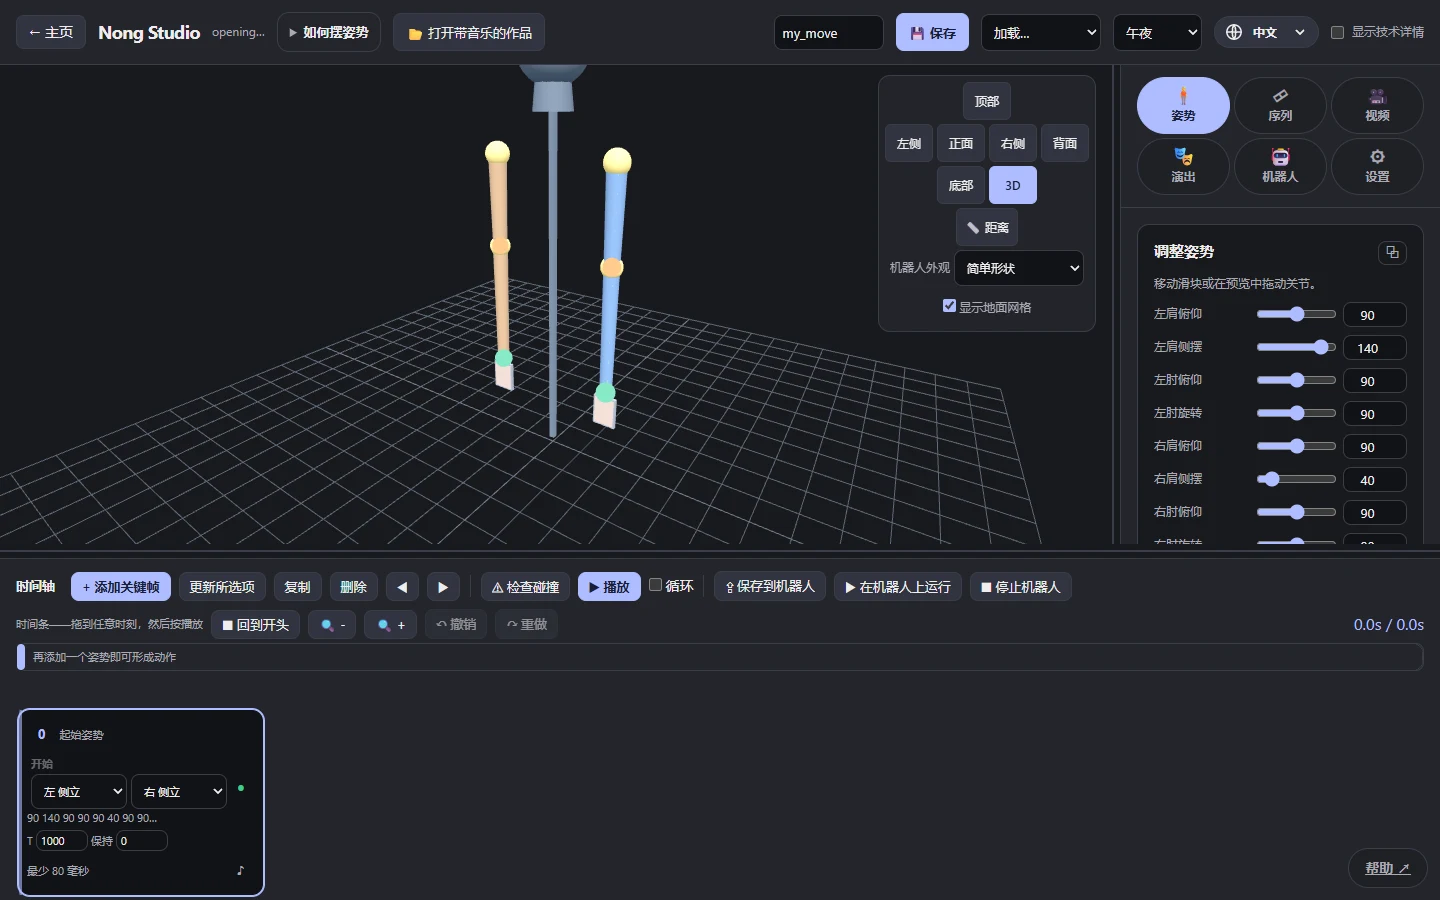 ← 主页
Nong Studio
opening...
▶ 如何摆姿势
打开带音乐的作品
my_move
保存
加载...
午夜
中文
显示技术详情
顶部
左侧
正面
右侧
背面
底部
3D
距离
机器人外观
简单形状
显示地面网格
姿势
序列
视频
演出
机器人
设置
调整姿势
移动滑块或在预览中拖动关节。
左肩俯仰 90
左肩侧摆 140
左肘俯仰 90
左肘旋转 90
右肩俯仰 90
右肩侧摆 40
右肘俯仰 90
右肘旋转 90
时间轴
+ 添加关键帧
更新所选项
复制
删除
◀
▶
⚠ 检查碰撞
▶ 播放
循环
⇪保存到机器人
▶ 在机器人上运行
■ 停止机器人
时间条——拖到任意时刻，然后按播放
■ 回到开头
-
+
↶ 撤销
↷ 重做
0.0s / 0.0s
再添加一个姿势即可形成动作
0 起始姿势
开始
左 侧立
右 侧立
90 140 90 90 90 40 90 90...
T 1000 保持 0
最少 80 毫秒
♪
帮助 ↗